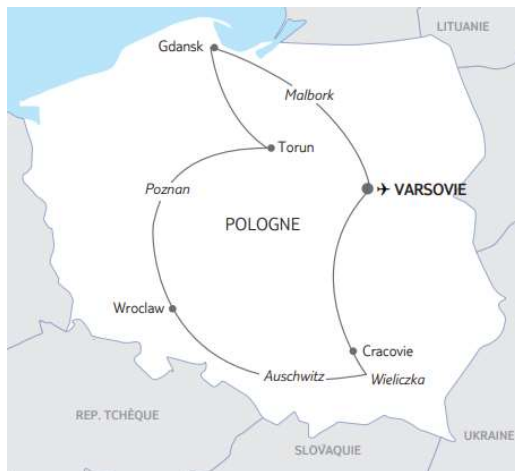 LITUANIE
Gdansk
Malbork
Torun
Poznan
VARSOVIE
POLOGNE
Wroclaw
Cracovie
Auschwitz
Wieliczka
REP. TCHÈQUE
UKRAINE
SLOVAQUIE